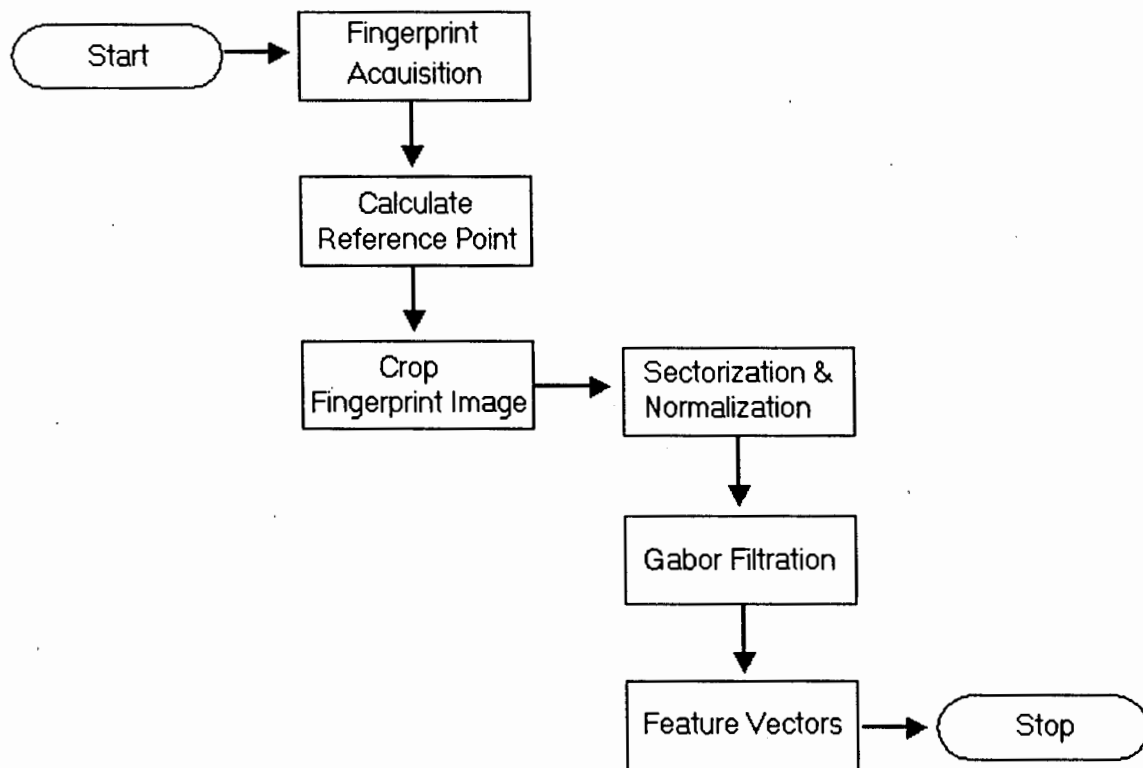 Start
Fingerprint
Acquisition
Calculate
Reference Point
Crop
Fingerprint Image
Sectorization &
Normalization
Gabor Filtration
Feature Vectors
Stop